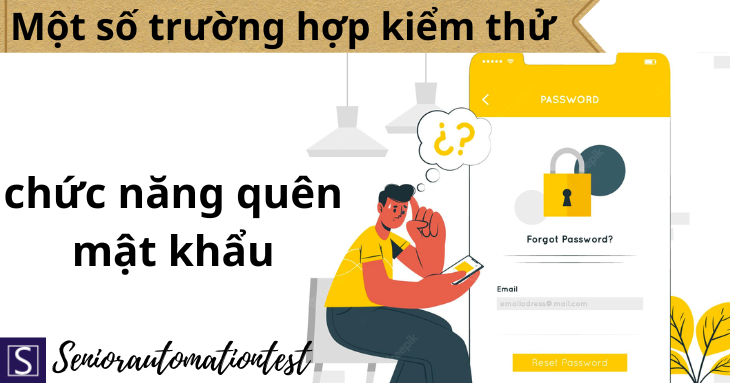 Một số trường hợp kiểm thử
PASSWORD
¿?
chức năng quên
mật khẩu
Forgot Password?
Email
emailadress@mail.com
Reset Password
S
Seniorautomationtest